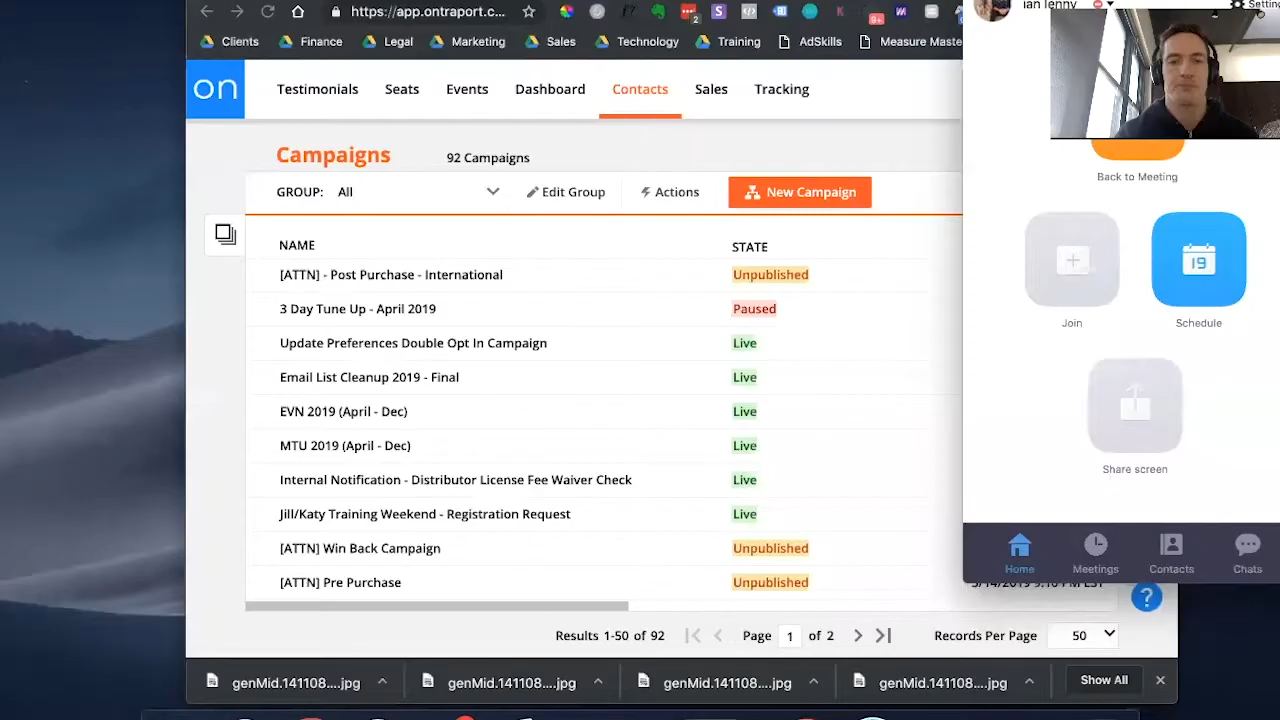 https://app.ontraport.c...
2
9+
Clients
Finance
Legal
Marketing
Sales
Technology
Training
AdSkills
Measure Maste
on
Testimonials
Seats
Events
Dashboard
Contacts
Sales
Tracking
Campaigns
92 Campaigns
GROUP: All
Edit Group
Actions
New Campaign
NAME STATE
[ATTN] - Post Purchase - International Unpublished
3 Day Tune Up - April 2019 Paused
Update Preferences Double Opt In Campaign Live
Email List Cleanup 2019 - Final Live
EVN 2019 (April - Dec) Live
MTU 2019 (April - Dec) Live
Internal Notification - Distributor License Fee Waiver Check Live
Jill/Katy Training Weekend - Registration Request Live
[ATTN] Win Back Campaign Unpublished
[ATTN] Pre Purchase Unpublished
Results 1-50 of 92
Page 1 of 2
Records Per Page 50
?
genMid.141108....jpg
genMid.141108....jpg
genMid.141108....jpg
genMid.141108....jpg
Show All
ian lenny
Settin
Back to Meeting
Join
19
Schedule
Share screen
Home
Meetings
Contacts
Chats